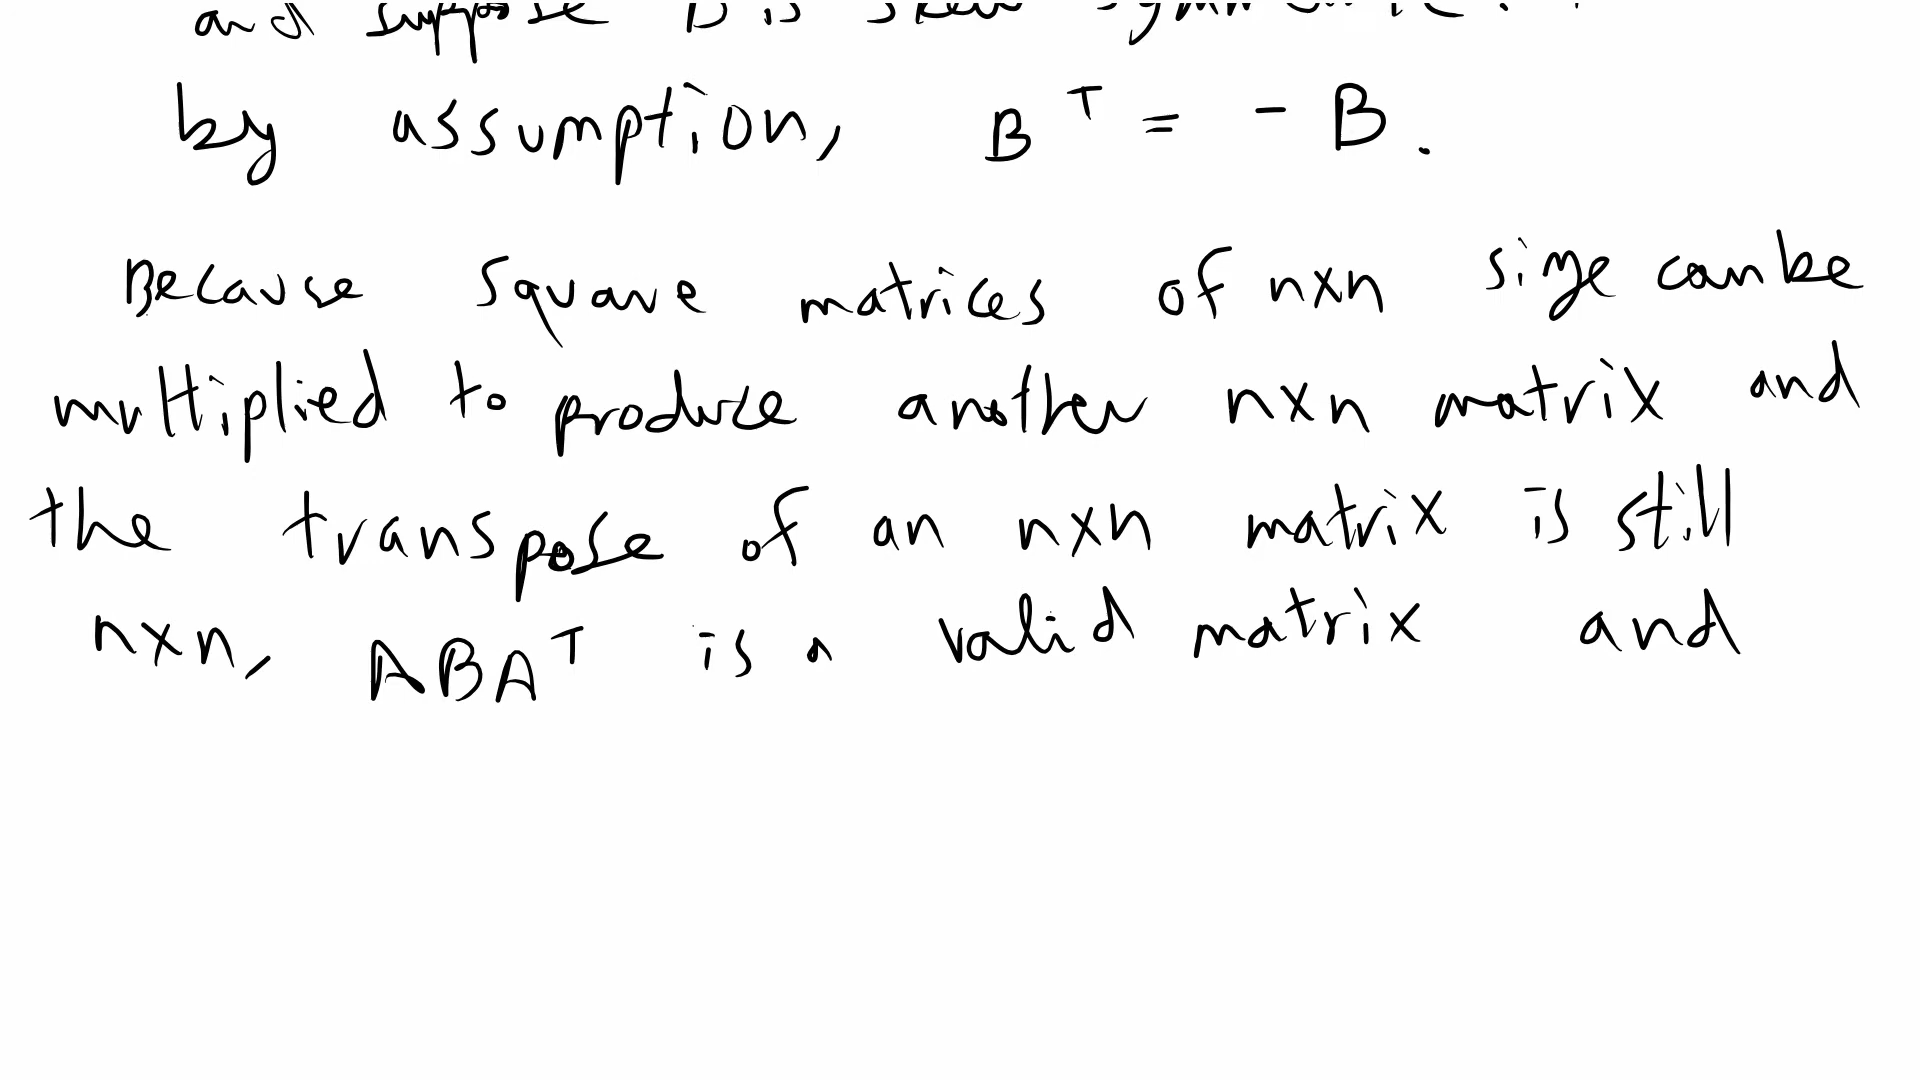 and suppose B is skew symmetric.
by assumption, B^T = - B.
Because square matrices of nxn size can be
multiplied to produce another nxn matrix and
the transpose of an nxn matrix is still
nxn, ABA^T is a valid matrix and